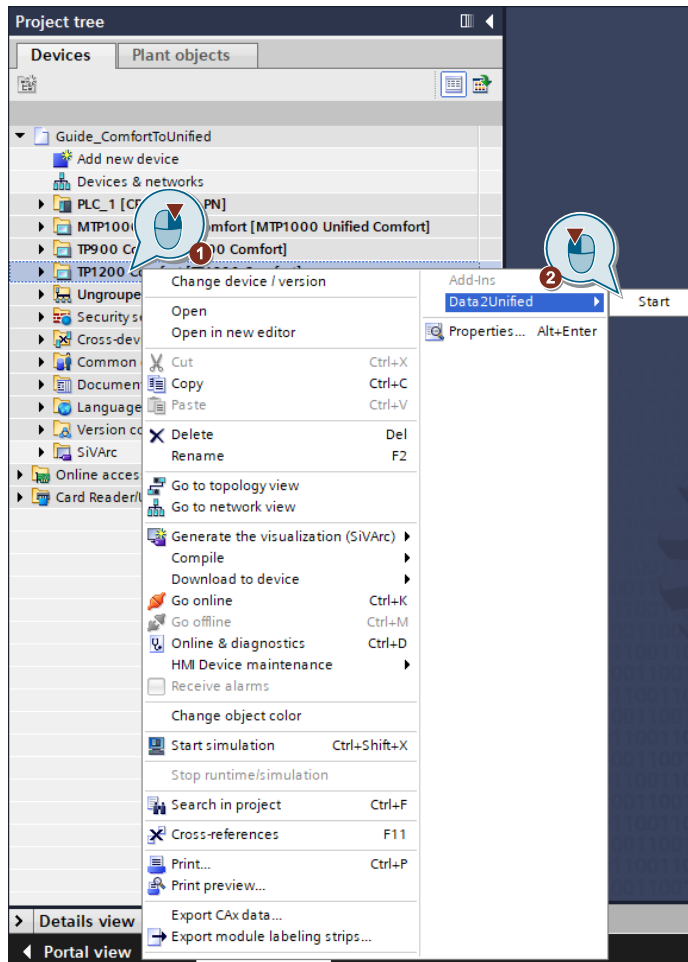 Project tree
Devices
Plant objects
Guide_ComfortToUnified
Add new device
Devices & networks
PLC_1 [CP PN]
MTP1000 mfort [MTP1000 Unified Comfort]
TP900 Co 00 Comfort]
TP1200 Co
Ungroupe
Security s
Cross-dev
Common
Documen
Language
Version co
SiVArc
Online acces
Card Reader/
Details view
Portal view
1
Change device / version
Open
Open in new editor
Cut Ctrl+X
Copy Ctrl+C
Paste Ctrl+V
Delete Del
Rename F2
Go to topology view
Go to network view
Generate the visualization (SiVArc)
Compile
Download to device
Go online Ctrl+K
Go offline Ctrl+M
Online & diagnostics Ctrl+D
HMI Device maintenance
Receive alarms
Change object color
Start simulation Ctrl+Shift+X
Stop runtime/simulation
Search in project Ctrl+F
Cross-references F11
Print... Ctrl+P
Print preview...
Export CAx data...
Export module labeling strips...
Add-Ins
2
Data2Unified
Properties... Alt+Enter
Start